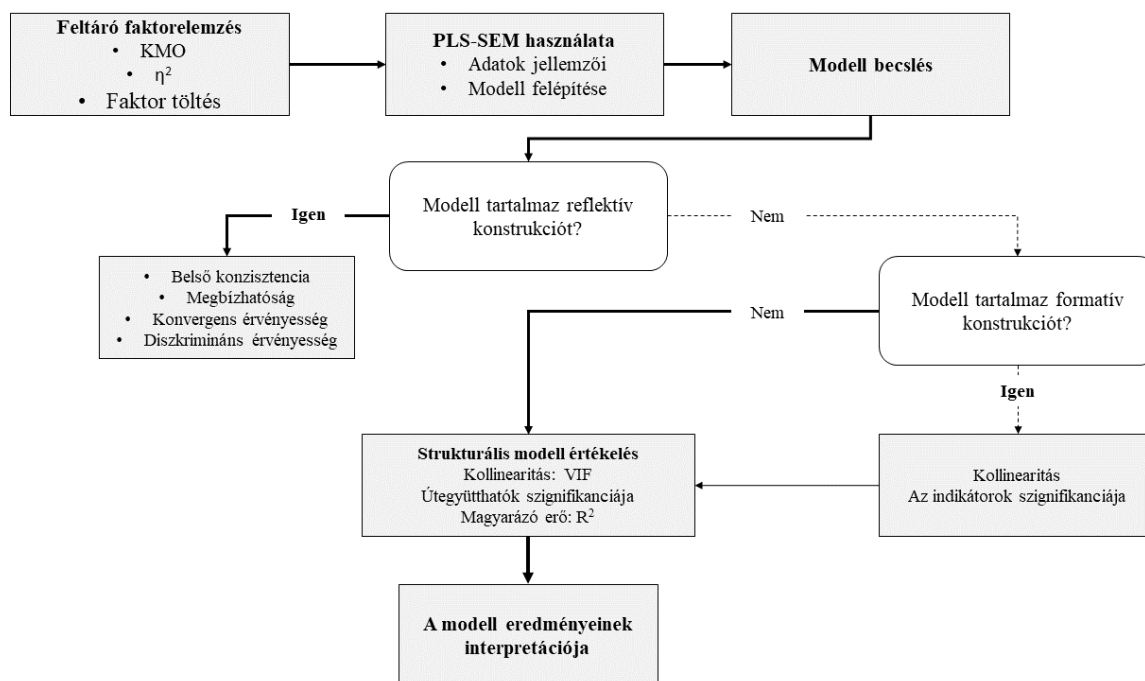 Feltáró faktorelemzés
• KMO
• η²
• Faktor töltés
PLS-SEM használata
• Adatok jellemzői
• Modell felépítése
Modell becslés
Modell tartalmaz reflektív
konstrukciót?
Igen
Nem
• Belső konzisztencia
• Megbízhatóság
• Konvergens érvényesség
• Diszkrimináns érvényesség
Modell tartalmaz formatív
konstrukciót?
Nem
Igen
Strukturális modell értékelés
Kollinearitás: VIF
Útegyütthatók szignifikanciája
Magyarázó erő: R²
Kollinearitás
Az indikátorok szignifikanciája
A modell eredményeinek
interpretációja